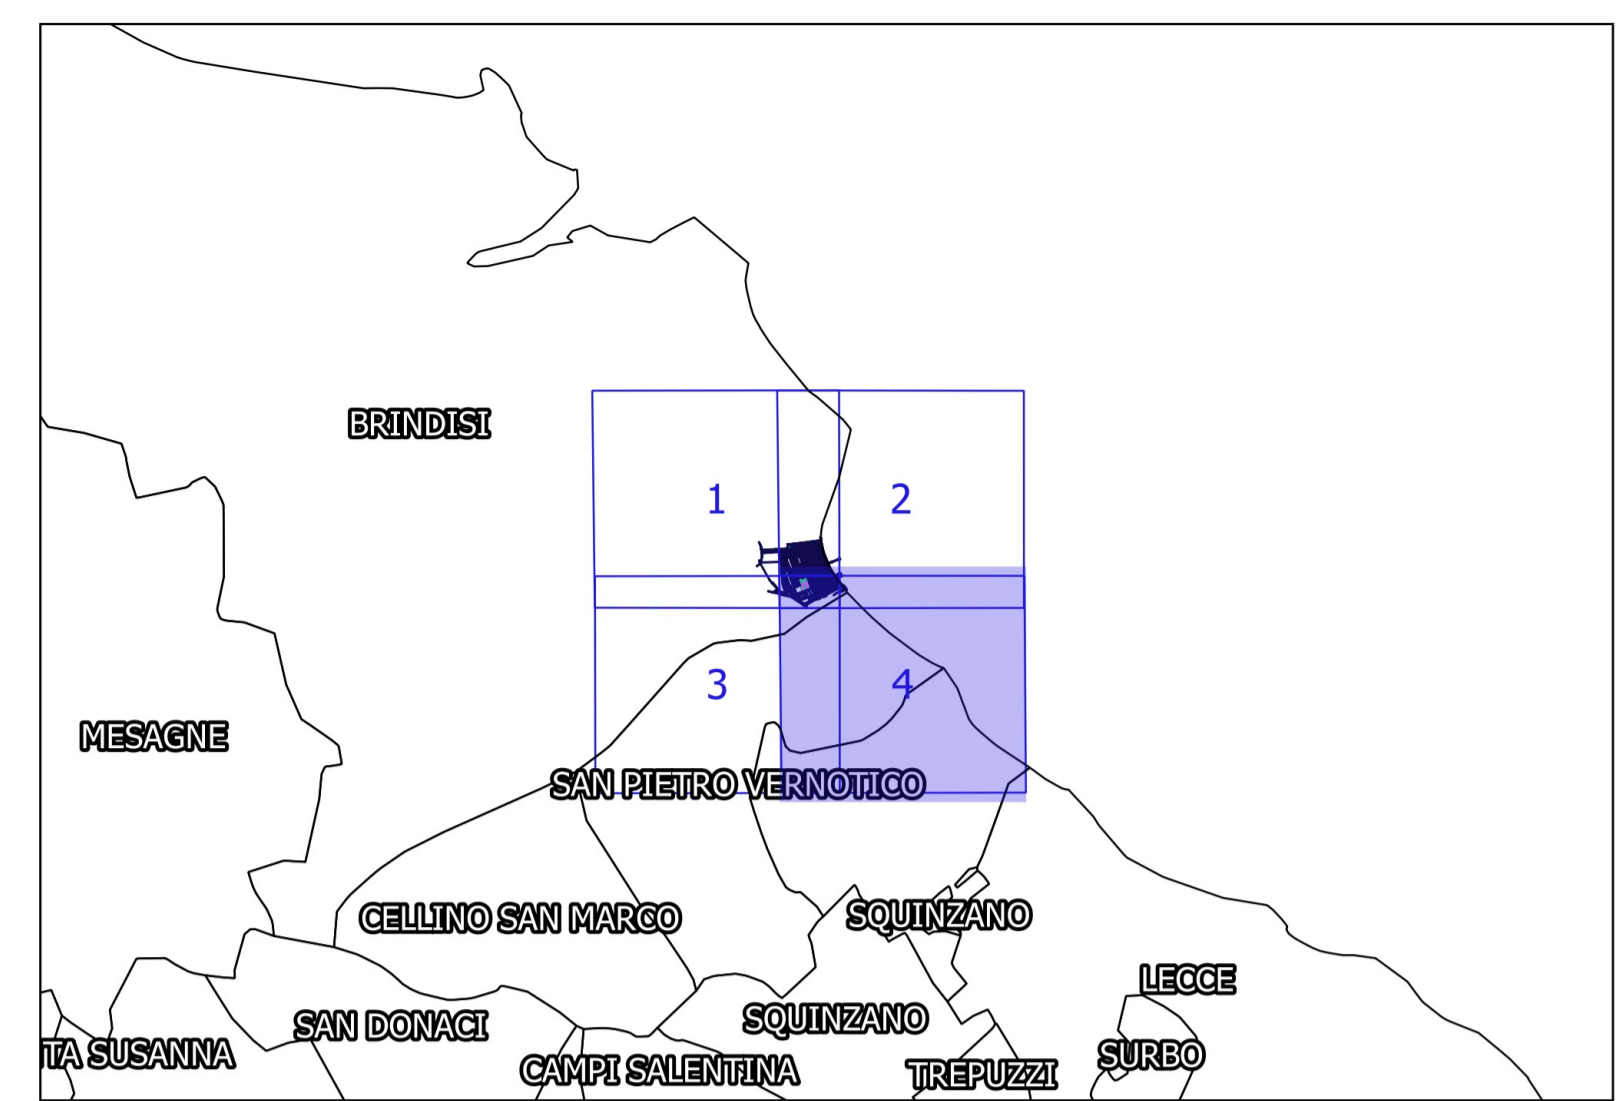 BRINDISI
1
2
3
4
MESAGNE
SAN PIETRO VERNOTICO
CELLINO SAN MARCO
SQUINZANO
LECCE
SAN DONACI
SQUINZANO
TA SUSANNA
CAMPI SALENTINA
TREPUZZI
SURBO